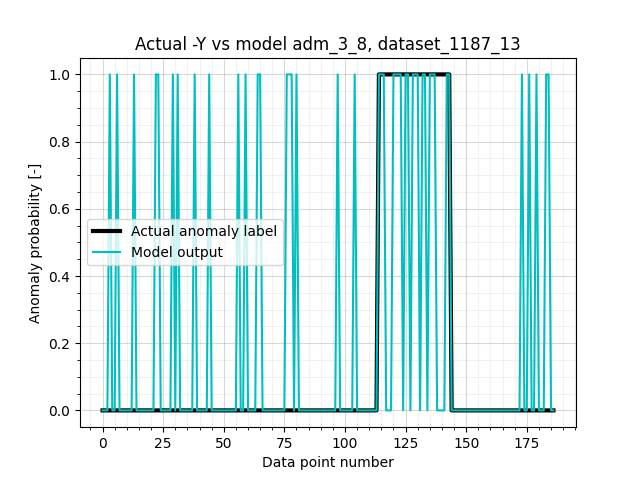 Actual -Y vs model adm_3_8, dataset_1187_13
Anomaly probability [-]
1.0
0.8
0.6
0.4
0.2
0.0
Actual anomaly label
Model output
0 25 50 75 100 125 150 175
Data point number